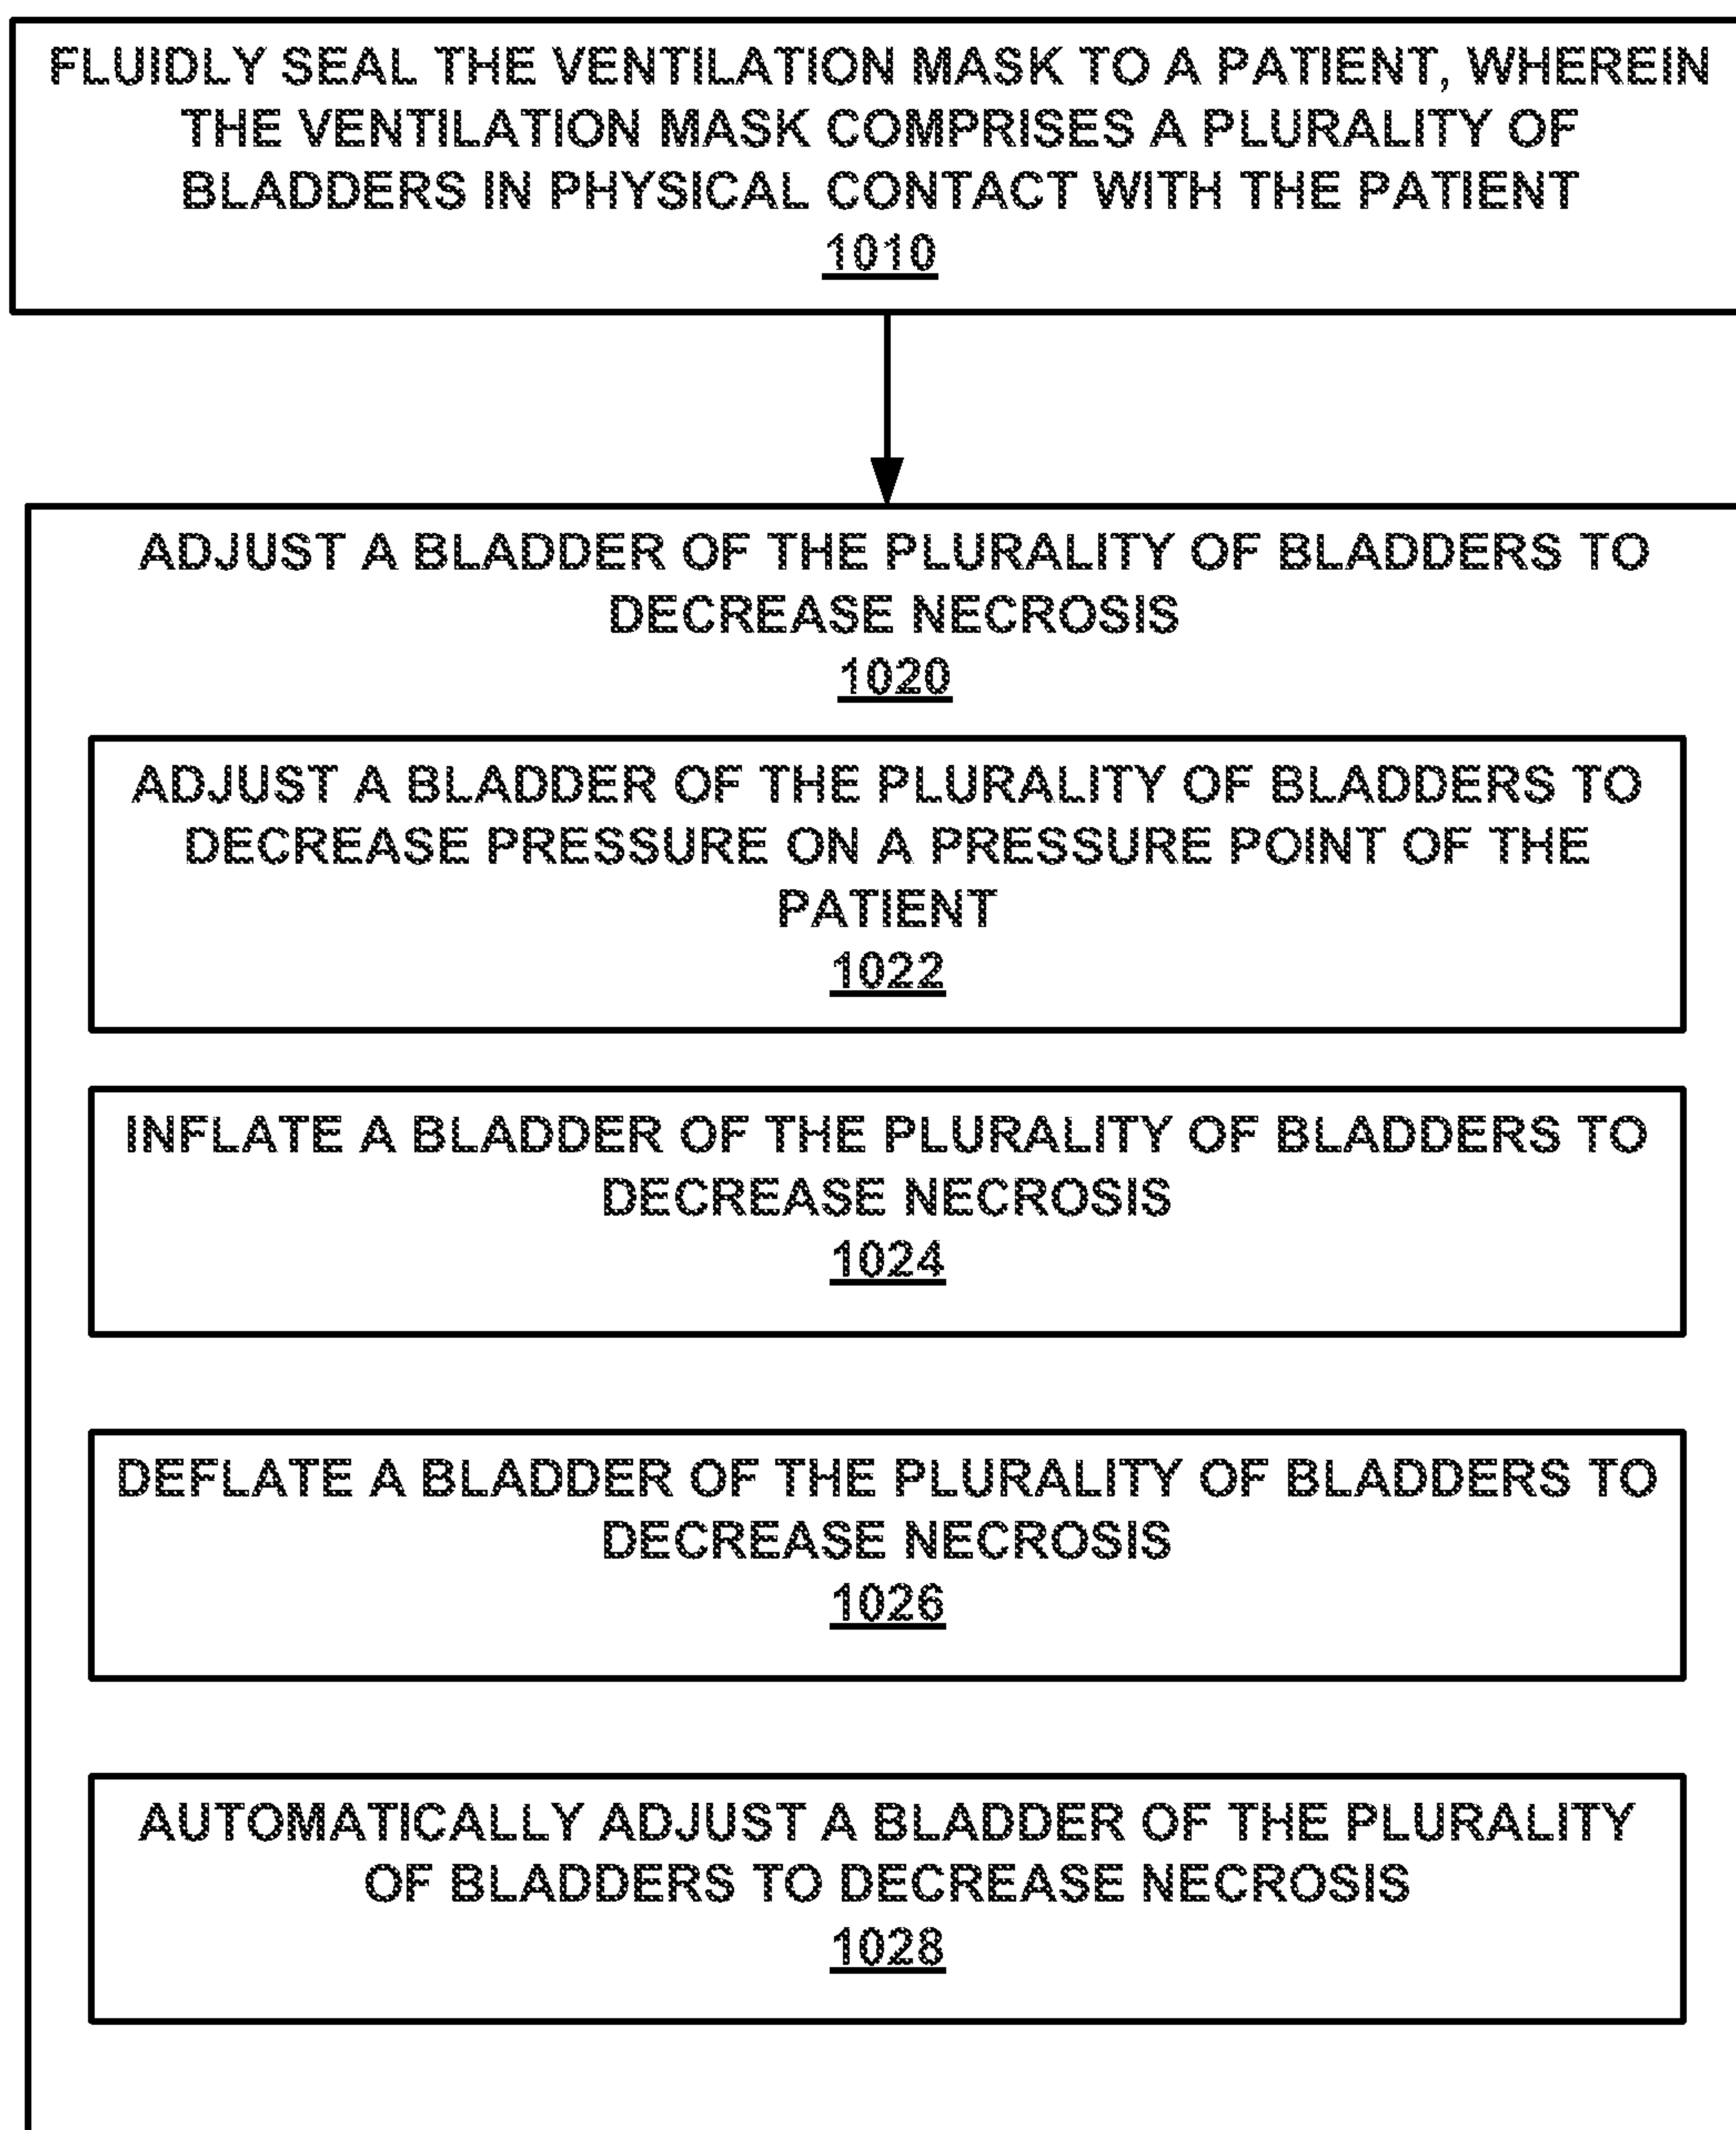 FLUIDLY SEAL THE VENTILATION MASK TO A PATIENT, WHEREIN
THE VENTILATION MASK COMPRISES A PLURALITY OF
BLADDERS IN PHYSICAL CONTACT WITH THE PATIENT
1010
ADJUST A BLADDER OF THE PLURALITY OF BLADDERS TO
DECREASE NECROSIS
1020
ADJUST A BLADDER OF THE PLURALITY OF BLADDERS TO
DECREASE PRESSURE ON A PRESSURE POINT OF THE
PATIENT
1022
INFLATE A BLADDER OF THE PLURALITY OF BLADDERS TO
DECREASE NECROSIS
1024
DEFLATE A BLADDER OF THE PLURALITY OF BLADDERS TO
DECREASE NECROSIS
1026
AUTOMATICALLY ADJUST A BLADDER OF THE PLURALITY
OF BLADDERS TO DECREASE NECROSIS
1028